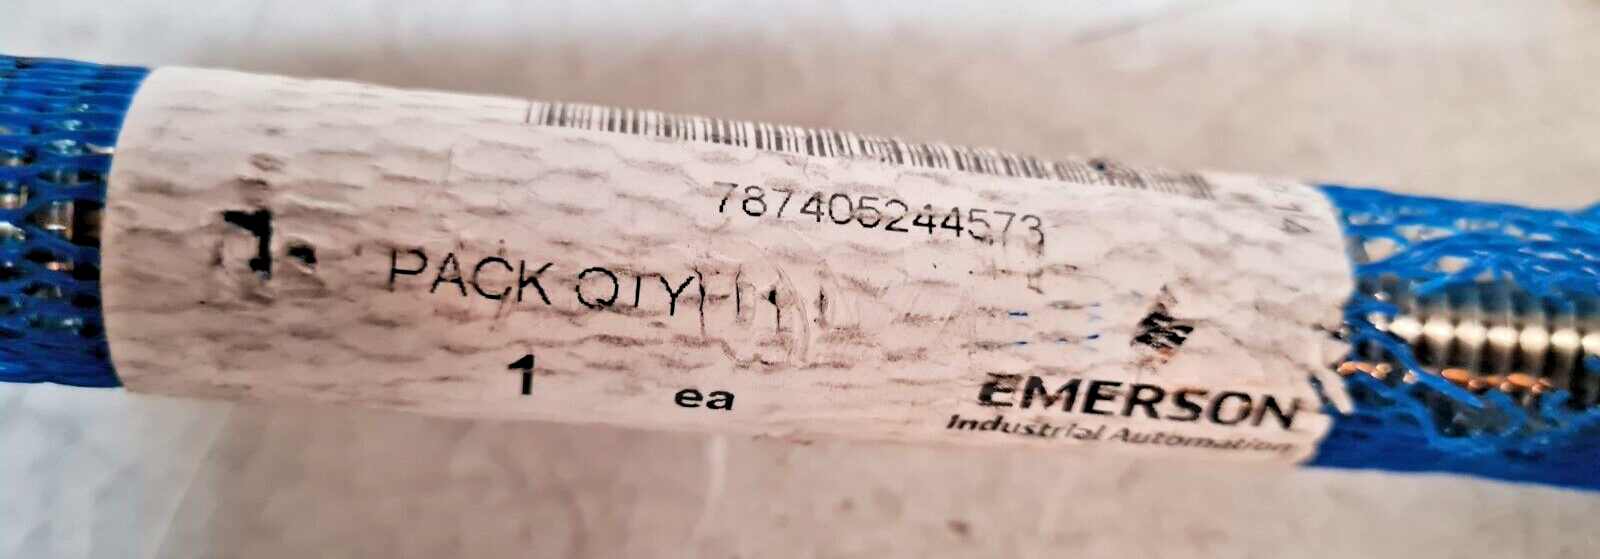 787405244573
PACK QTY
1 ea
EMERSON
Industrial Automation